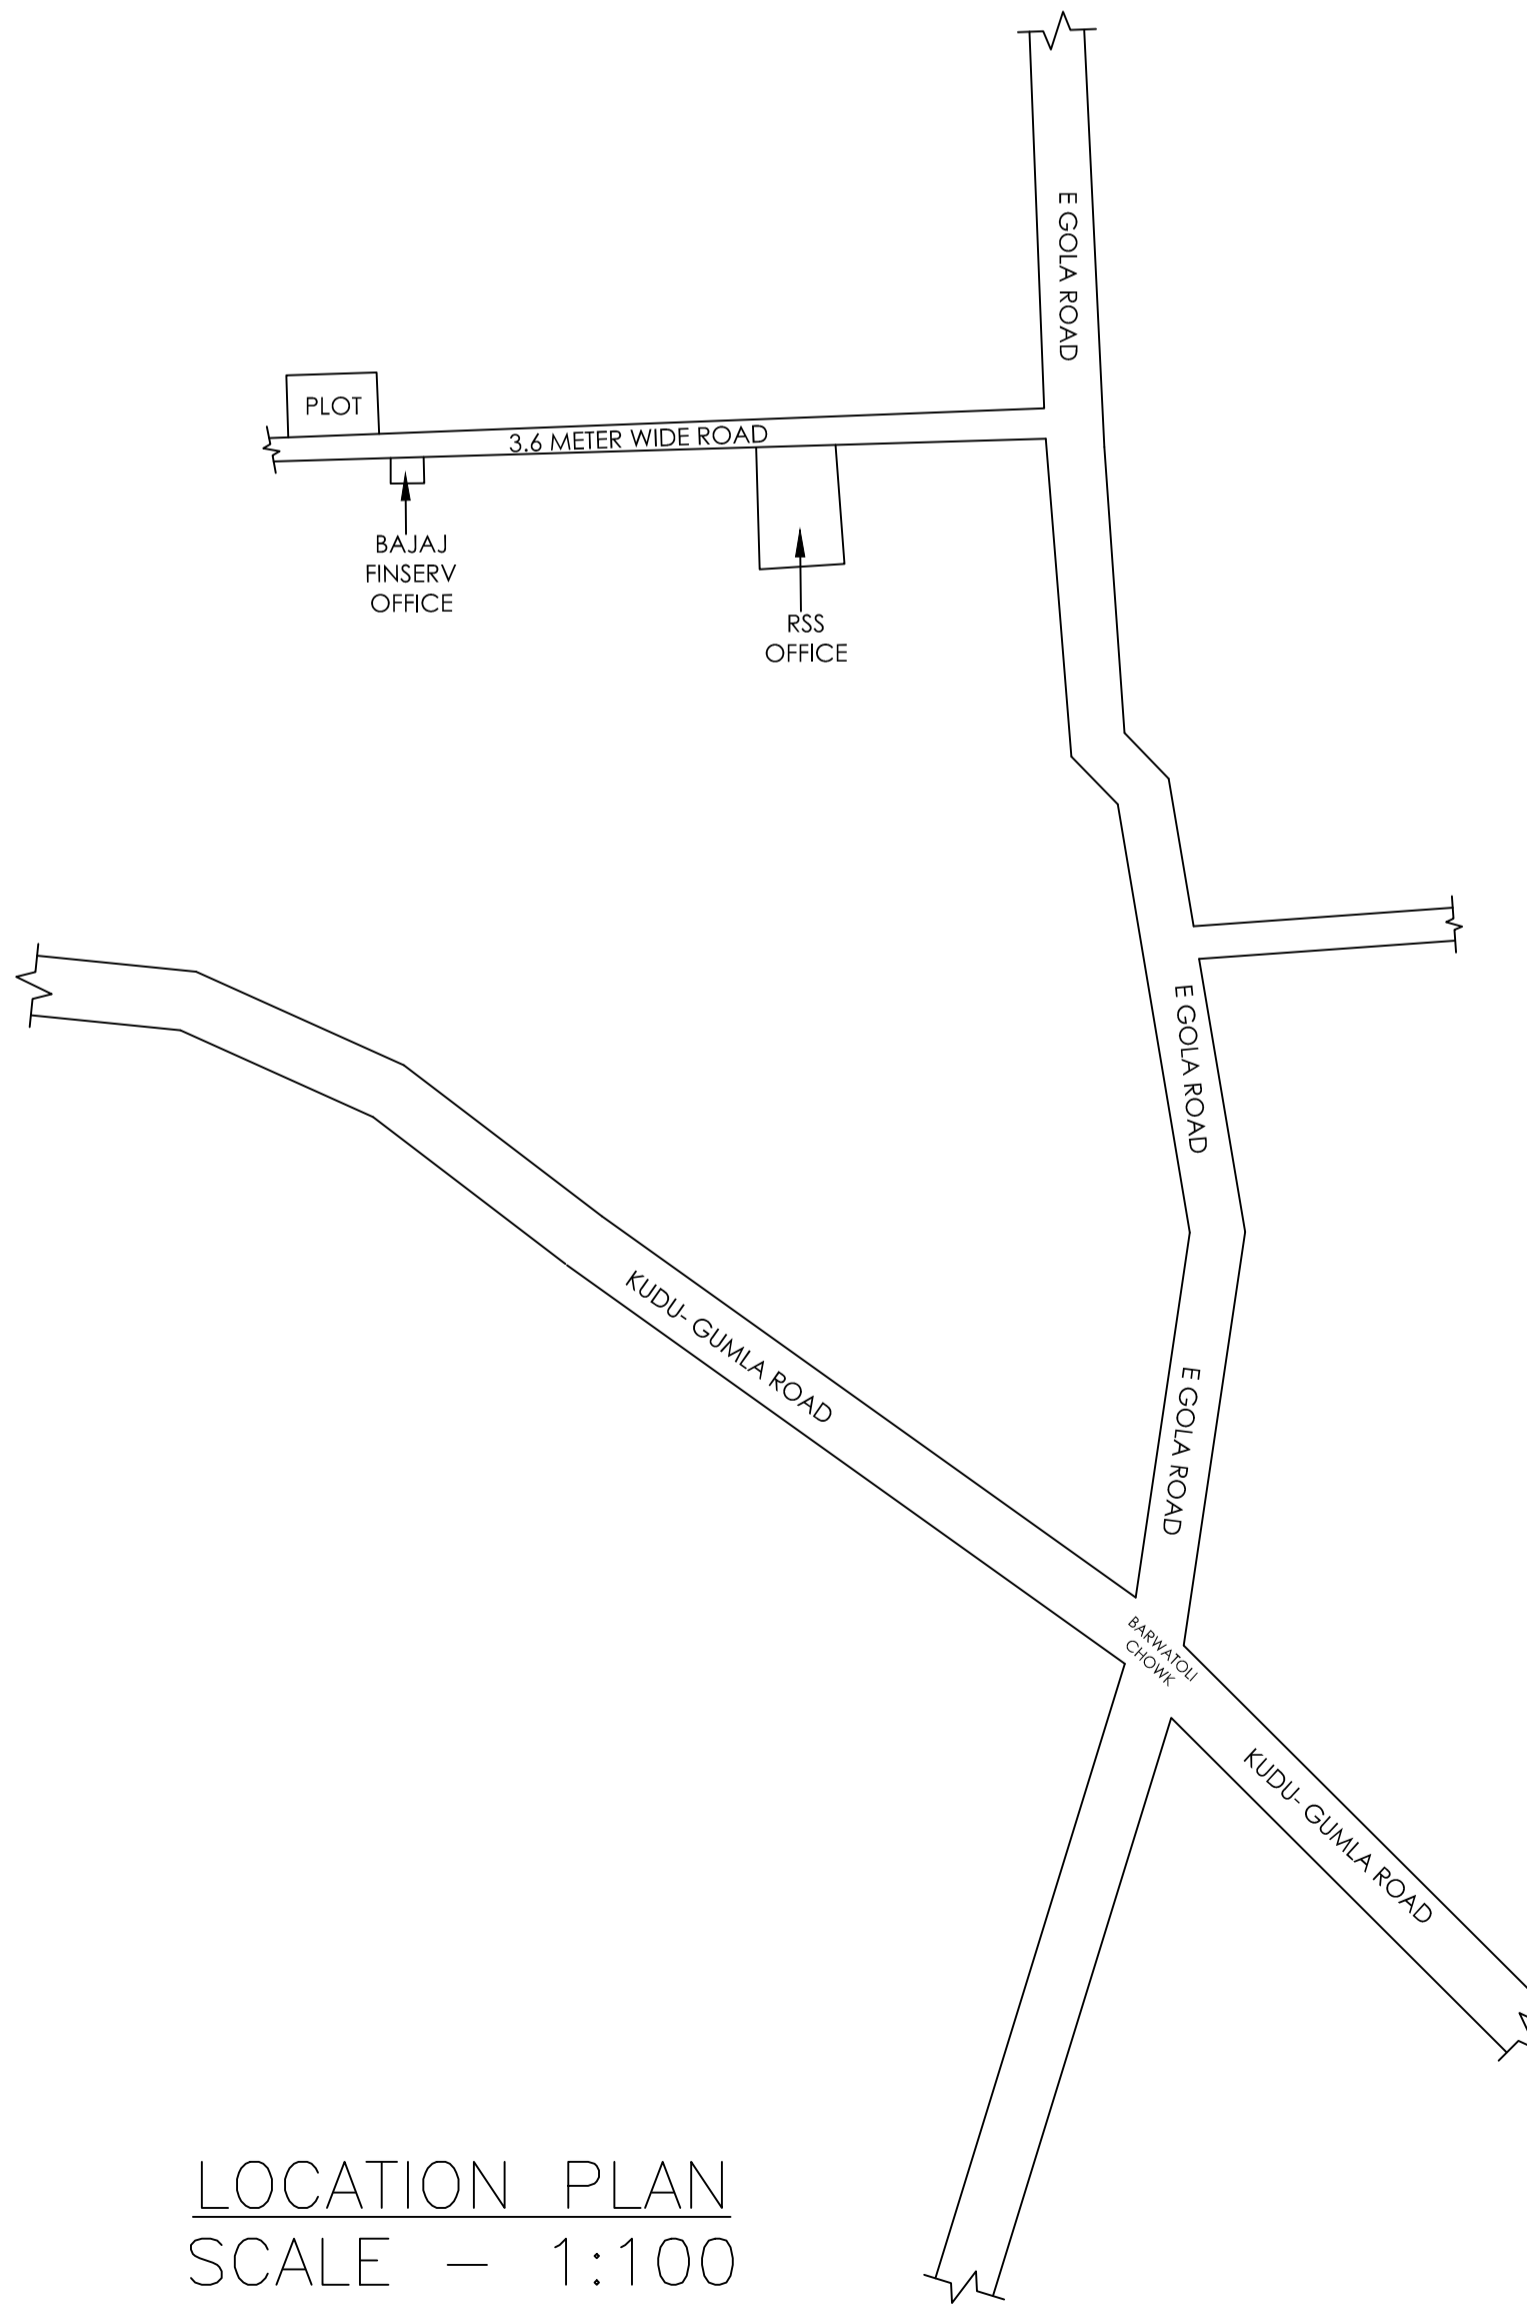 E GOLA ROAD
PLOT
3.6 METER WIDE ROAD
BAJAJ
FINSERV
OFFICE
RSS
OFFICE
E GOLA ROAD
KUDU- GUMLA ROAD
E GOLA ROAD
BARWATOLI
CHOWK
KUDU- GUMLA ROAD
LOCATION PLAN
SCALE - 1:100